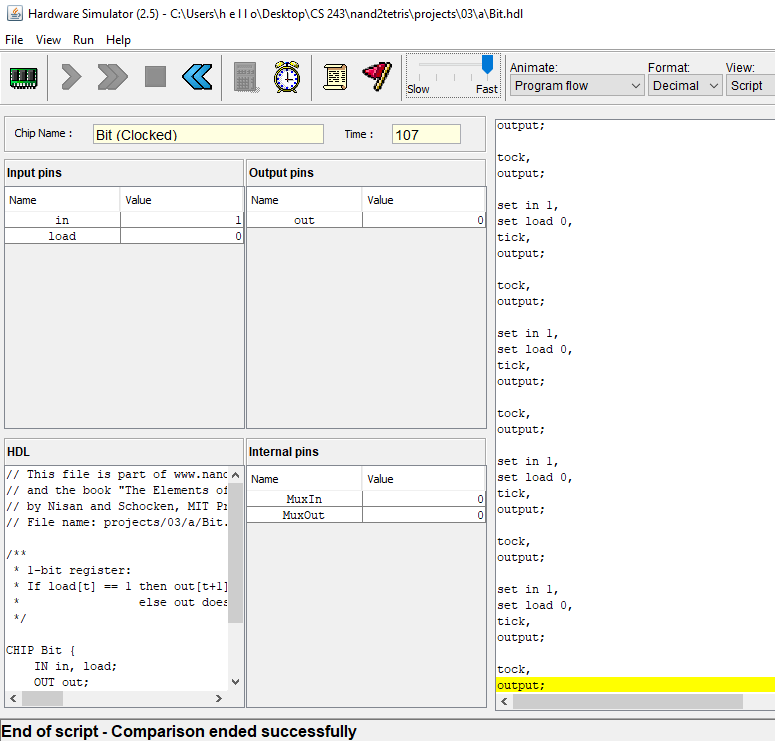 Hardware Simulator (2.5) - C:\Users\h e l l o\Desktop\CS 243\nand2tetris\projects\03\a\Bit.hdl
File View Run Help
Slow Fast
Animate: Format: View:
Program flow Decimal Script
Chip Name : Bit (Clocked) Time : 107
Input pins
Name Value
in 1
load 0
Output pins
Name Value
out 0
HDL
// This file is part of www.nand
// and the book "The Elements of
// by Nisan and Schocken, MIT Pr
// File name: projects/03/a/Bit.
/**
* 1-bit register:
* If load[t] == 1 then out[t+1]
* else out does
*/
CHIP Bit {
IN in, load;
OUT out;
Internal pins
Name Value
MuxIn 0
MuxOut 0
output;
tock,
output;
set in 1,
set load 0,
tick,
output;
tock,
output;
set in 1,
set load 0,
tick,
output;
tock,
output;
set in 1,
set load 0,
tick,
output;
tock,
output;
set in 1,
set load 0,
tick,
output;
tock,
output;
End of script - Comparison ended successfully